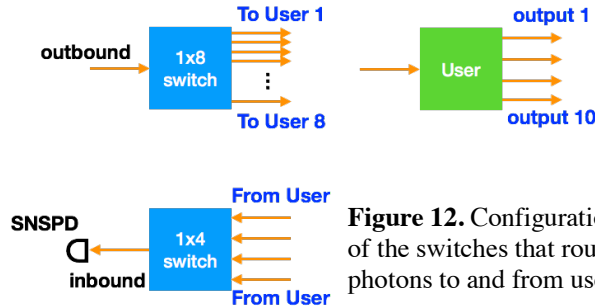 To User 1
outbound
1x8
switch
To User 8
output 1
User
output 10
From User
SNSPD
1x4
switch
inbound
From User
Figure 12. Configuratio
of the switches that rou
photons to and from use